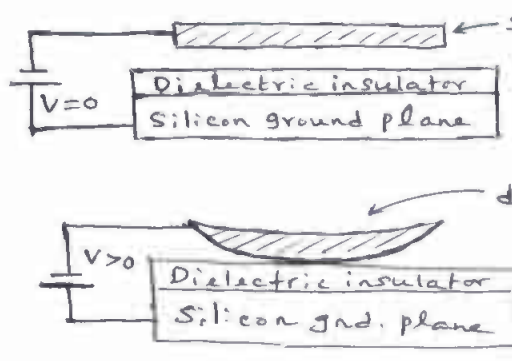 Dielectric insulator
V=0
Silicon ground plane
V>0
Dielectric insulator
Silicon gnd. plane